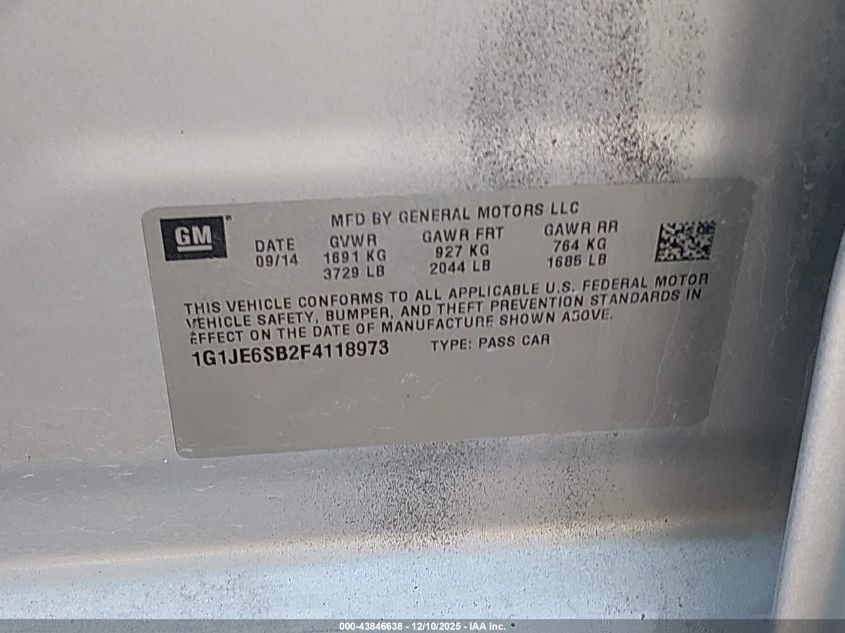 MFD BY GENERAL MOTORS LLC
GM
DATE GVWR GAWR FRT GAWR RR
09/14 1691 KG 927 KG 764 KG
3729 LB 2044 LB 1685 LB
THIS VEHICLE CONFORMS TO ALL APPLICABLE U.S. FEDERAL MOTOR
VEHICLE SAFETY, BUMPER, AND THEFT PREVENTION STANDARDS IN
EFFECT ON THE DATE OF MANUFACTURE SHOWN ABOVE.
1G1JE6SB2F4118973 TYPE: PASS CAR
000-43846638 - 12/10/2025 - IAA Inc.